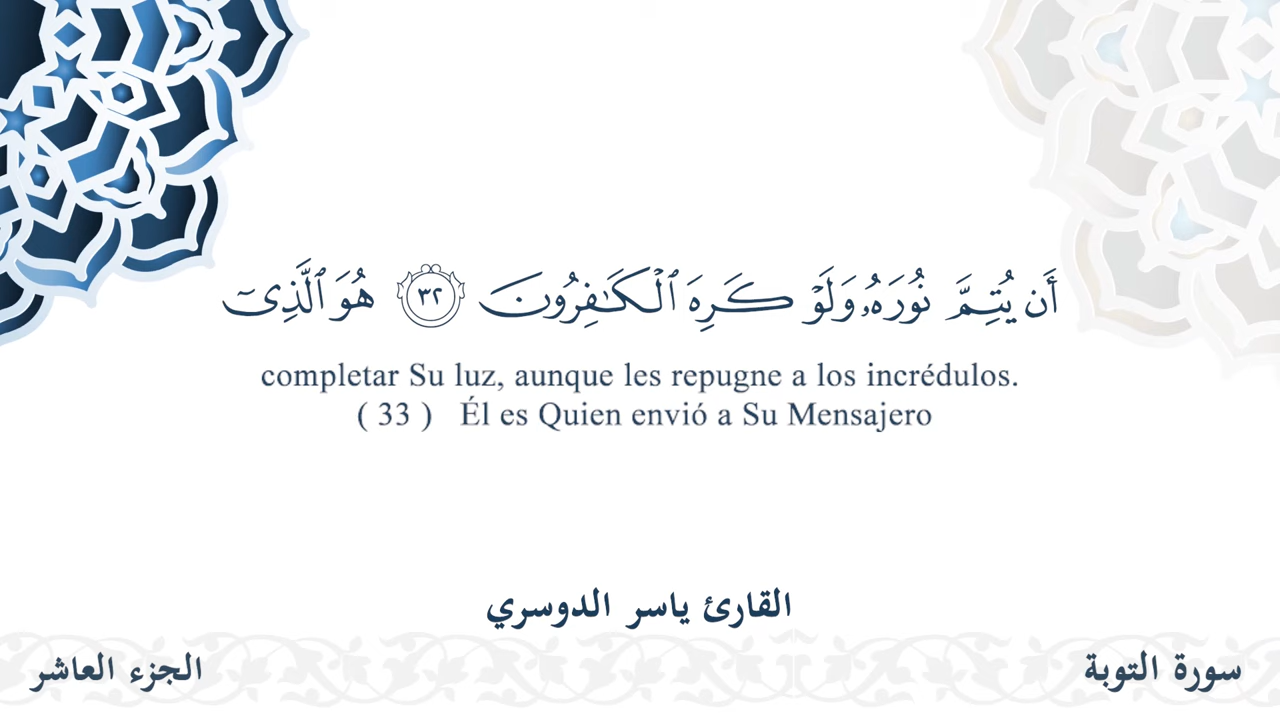 أَن يُتِمَّ نُورَهُۥ وَلَوۡ كَرِهَ ٱلۡكَٰفِرُونَ ٣٢ هُوَ ٱلَّذِيٓ
completar Su luz, aunque les repugne a los incrédulos.
( 33 ) Él es Quien envió a Su Mensajero
القارئ ياسر الدوسري
سورة التوبة
الجزء العاشر